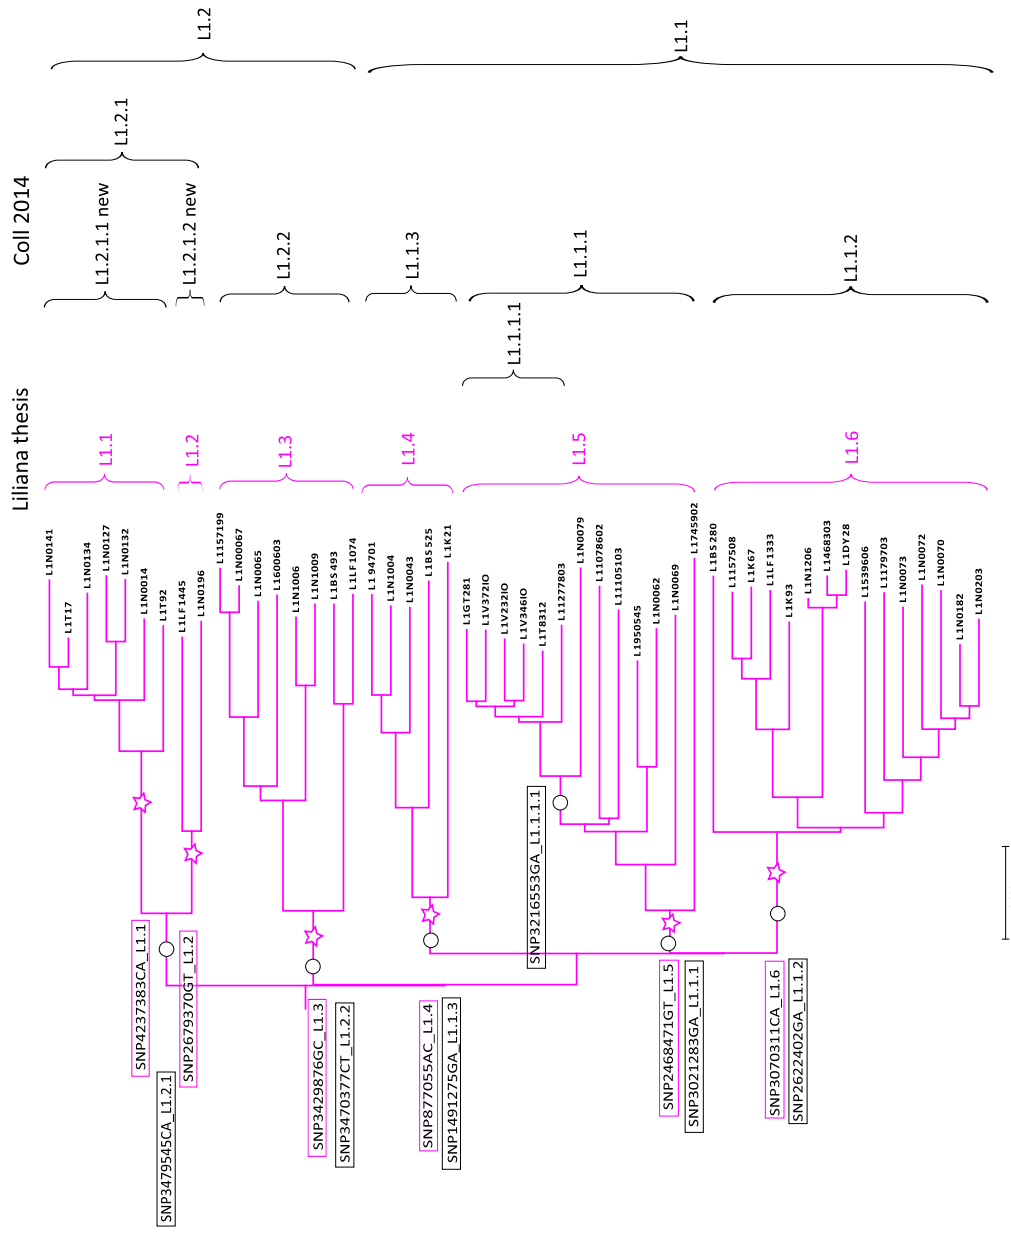 Coll 2014
Liliana thesis
L1.2
L1.1
L1.2.1
L1.2.1.1 new
L1.2.1.2 new
L1.2.2
L1.1.3
L1.1.1
L1.1.2
L1.1.1.1
L1.1
L1.2
L1.3
L1.4
L1.5
L1.6
L1N0141
L1T17
L1N0134
L1N0127
L1N0132
L1N0014
L1T92
L1LF1445
L1N0196
L1157199
L1N00067
L1N0065
L1600603
L1N1006
L1N1009
L1BS493
L1LF1074
L194701
L1N1004
L1N0043
L1BS525
L1K21
L1GT281
L1V372IO
L1V232IO
L1V346IO
L1T8312
L11277803
L1N0079
L11078602
L11105103
L1950545
L1N0062
L1N0069
L1745902
L1BS280
L1157508
L1K67
L1LF1333
L1K93
L1N1206
L1468303
L1DY28
L1539606
L1179703
L1N0073
L1N0072
L1N0070
L1N0182
L1N0203
SNP4237383CA_L1.1
SNP3479545CA_L1.2.1
SNP2679370GT_L1.2
SNP3429876GC_L1.3
SNP3470377CT_L1.2.2
SNP877055AC_L1.4
SNP1491275GA_L1.1.3
SNP3216553GA_L1.1.1.1
SNP2468471GT_L1.5
SNP3021283GA_L1.1.1
SNP3070311CA_L1.6
SNP2622402GA_L1.1.2